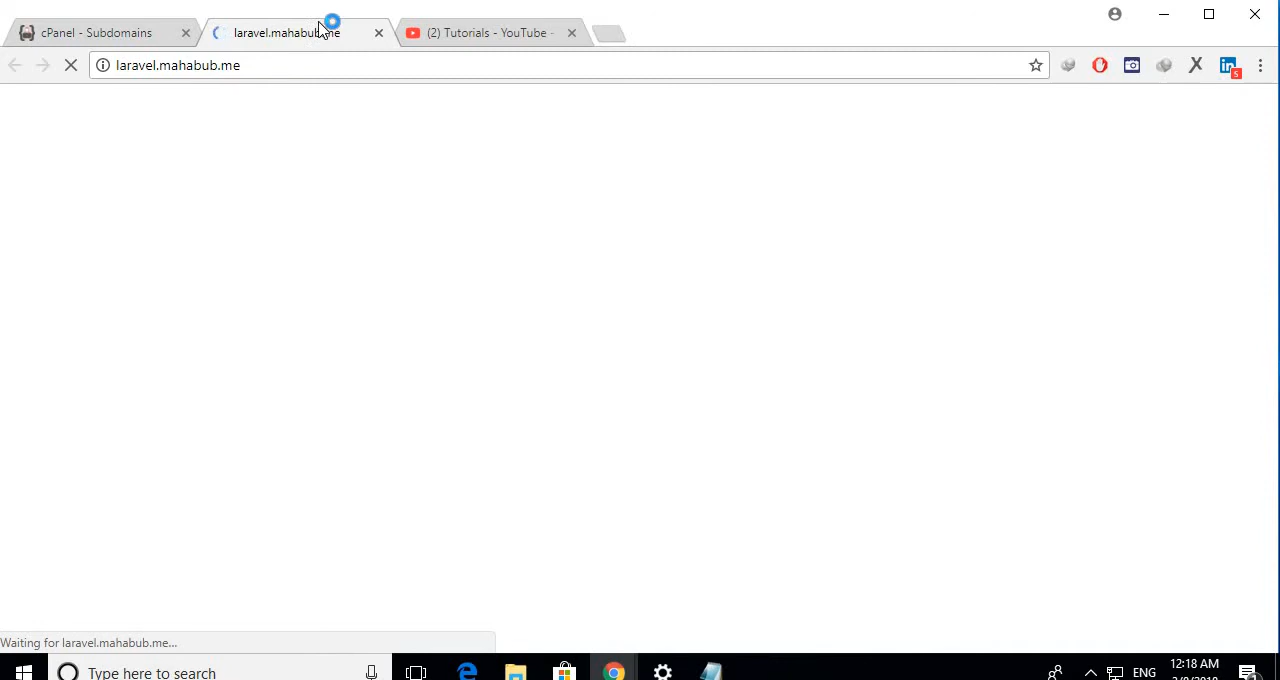 cPanel - Subdomains
laravel.mahabub.me
(2) Tutorials - YouTube -
laravel.mahabub.me
5
Waiting for laravel.mahabub.me...
Type here to search
ENG
12:18 AM